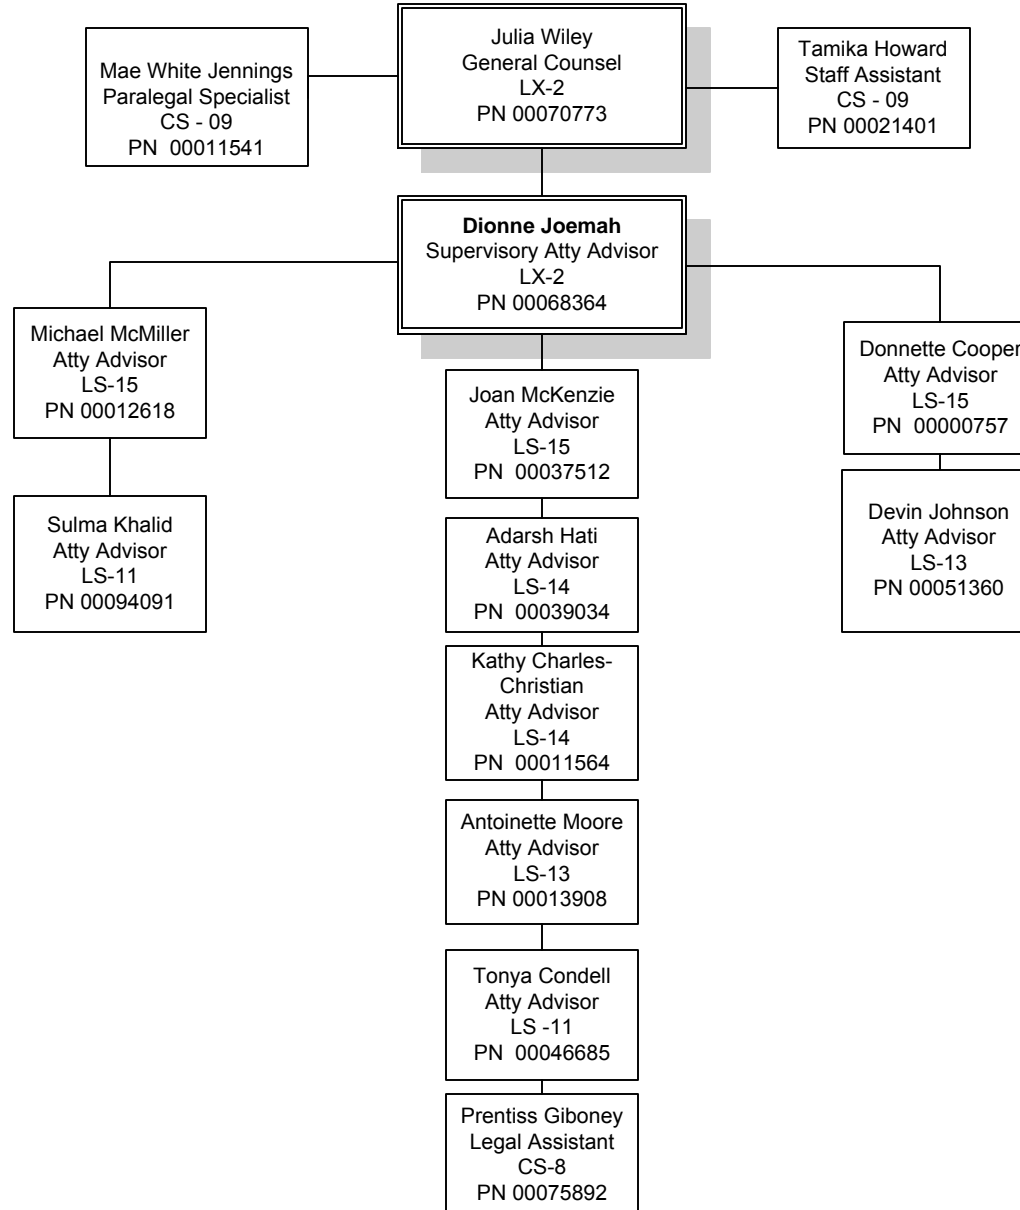 Julia Wiley
General Counsel
LX-2
PN 00070773
Mae White Jennings
Paralegal Specialist
CS - 09
PN 00011541
Tamika Howard
Staff Assistant
CS - 09
PN 00021401
Dionne Joemah
Supervisory Atty Advisor
LX-2
PN 00068364
Michael McMiller
Atty Advisor
LS-15
PN 00012618
Sulma Khalid
Atty Advisor
LS-11
PN 00094091
Joan McKenzie
Atty Advisor
LS-15
PN 00037512
Adarsh Hati
Atty Advisor
LS-14
PN 00039034
Kathy Charles-
Christian
Atty Advisor
LS-14
PN 00011564
Antoinette Moore
Atty Advisor
LS-13
PN 00013908
Tonya Condell
Atty Advisor
LS -11
PN 00046685
Prentiss Giboney
Legal Assistant
CS-8
PN 00075892
Donnette Cooper
Atty Advisor
LS-15
PN 00000757
Devin Johnson
Atty Advisor
LS-13
PN 00051360